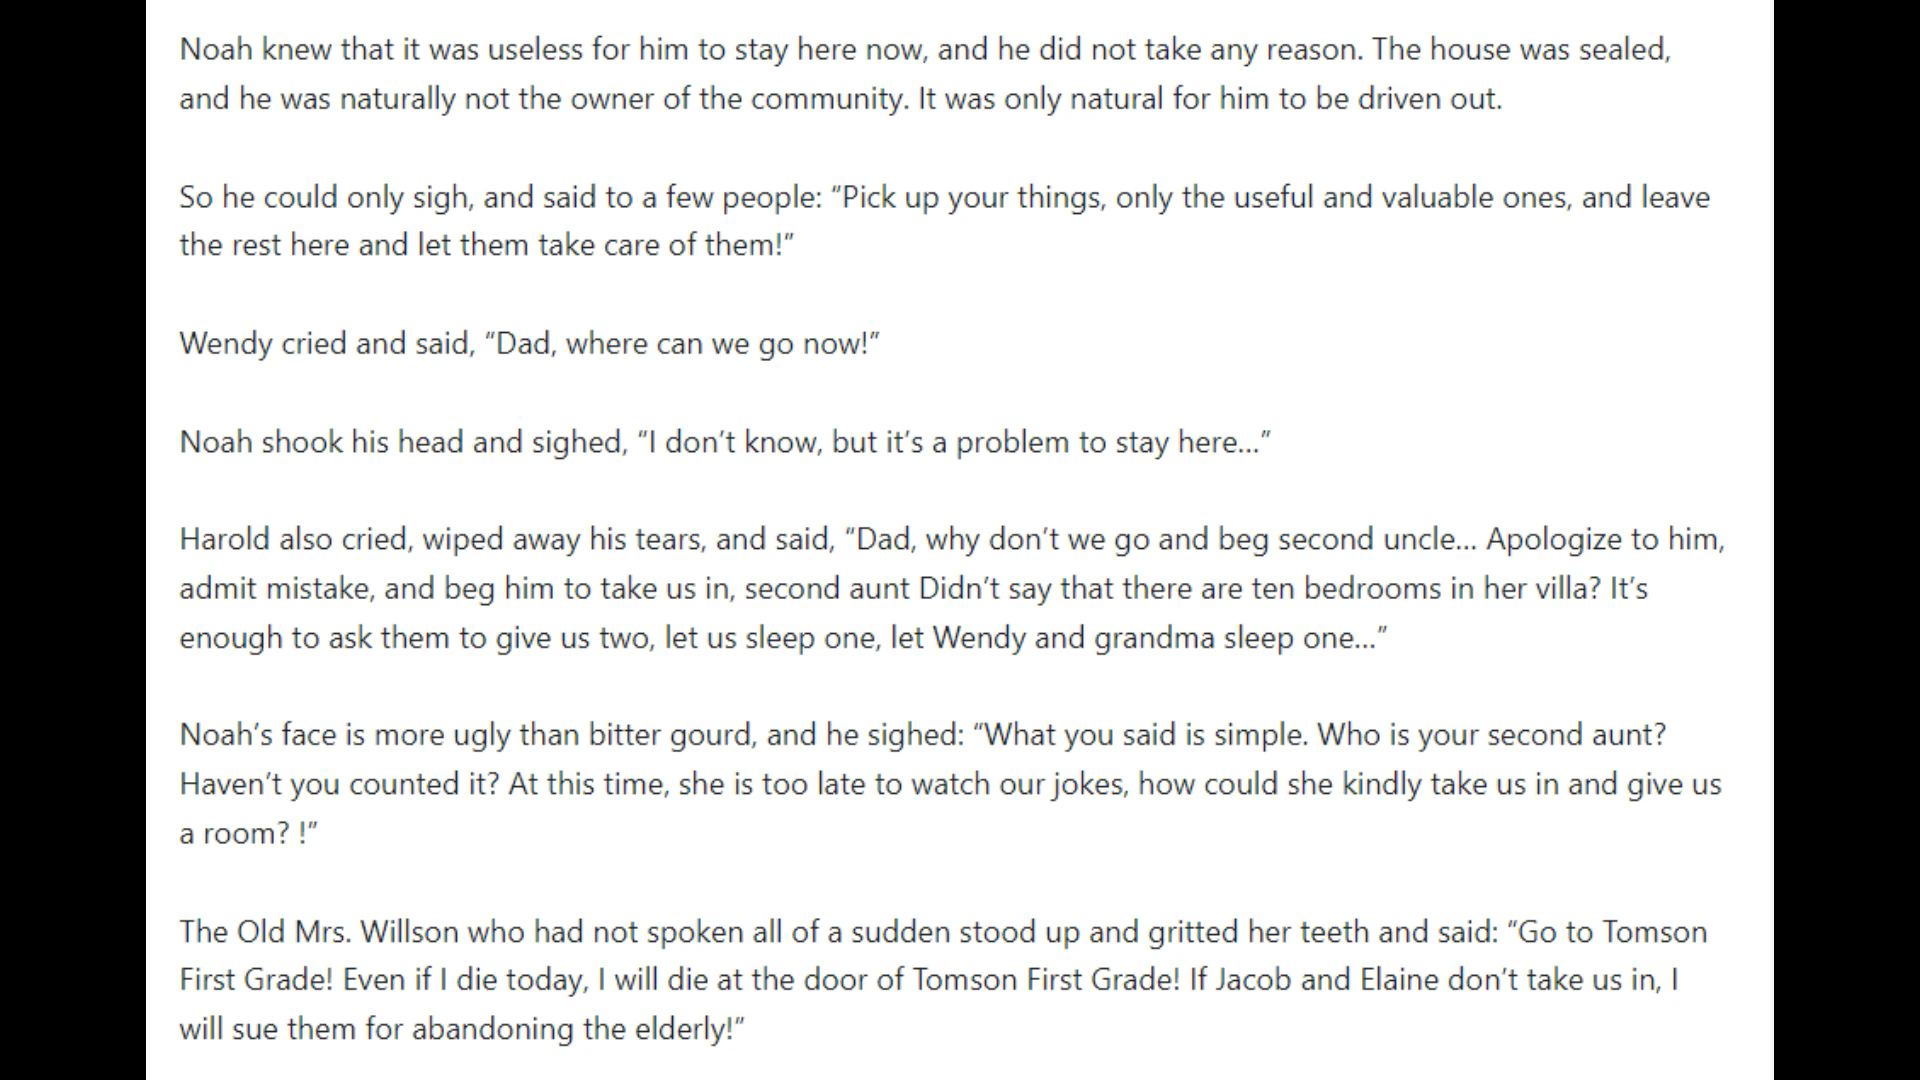 Noah knew that it was useless for him to stay here now, and he did not take any reason. The house was sealed,
and he was naturally not the owner of the community. It was only natural for him to be driven out.
So he could only sigh, and said to a few people: “Pick up your things, only the useful and valuable ones, and leave
the rest here and let them take care of them!”
Wendy cried and said, “Dad, where can we go now!”
Noah shook his head and sighed, “I don’t know, but it’s a problem to stay here…”
Harold also cried, wiped away his tears, and said, “Dad, why don’t we go and beg second uncle… Apologize to him,
admit mistake, and beg him to take us in, second aunt Didn’t say that there are ten bedrooms in her villa? It’s
enough to ask them to give us two, let us sleep one, let Wendy and grandma sleep one…”
Noah’s face is more ugly than bitter gourd, and he sighed: “What you said is simple. Who is your second aunt?
Haven’t you counted it? At this time, she is too late to watch our jokes, how could she kindly take us in and give us
a room? !”
The Old Mrs. Willson who had not spoken all of a sudden stood up and gritted her teeth and said: “Go to Tomson
First Grade! Even if I die today, I will die at the door of Tomson First Grade! If Jacob and Elaine don’t take us in, I
will sue them for abandoning the elderly!”